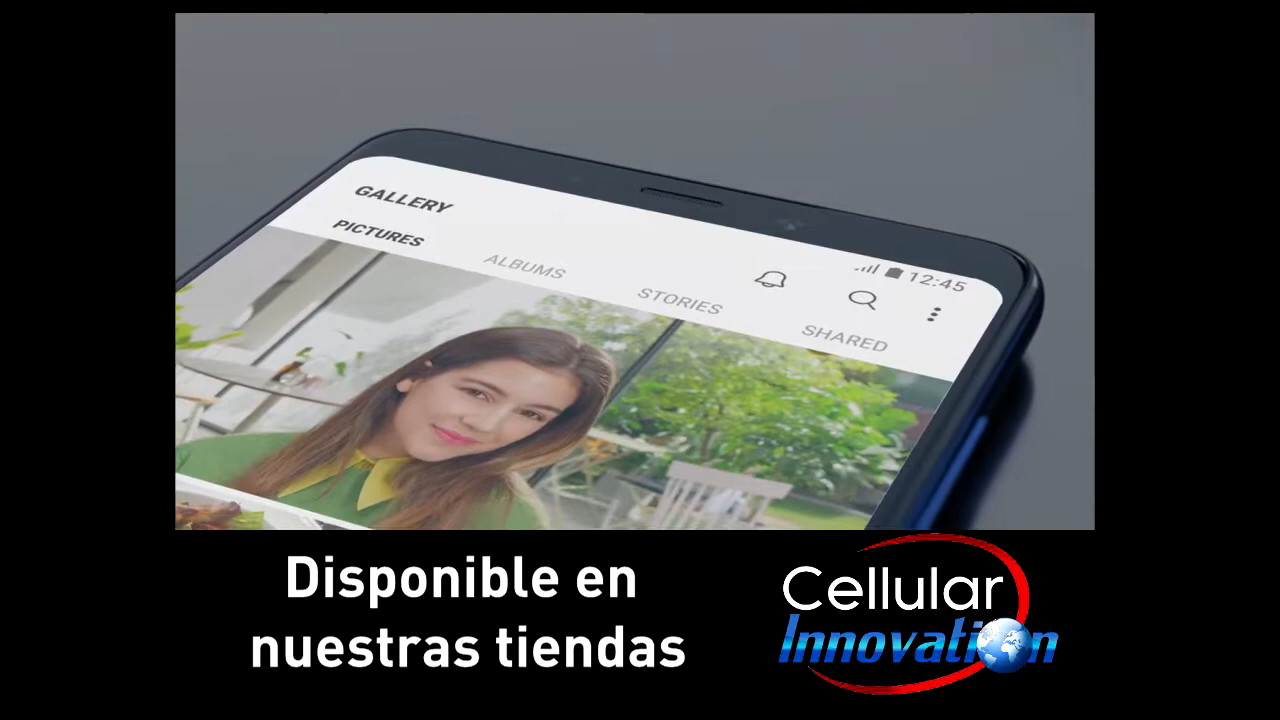 GALLERY
12:45
PICTURES
ALBUMS
STORIES
SHARED
Disponible en
nuestras tiendas
Cellular
Innovation